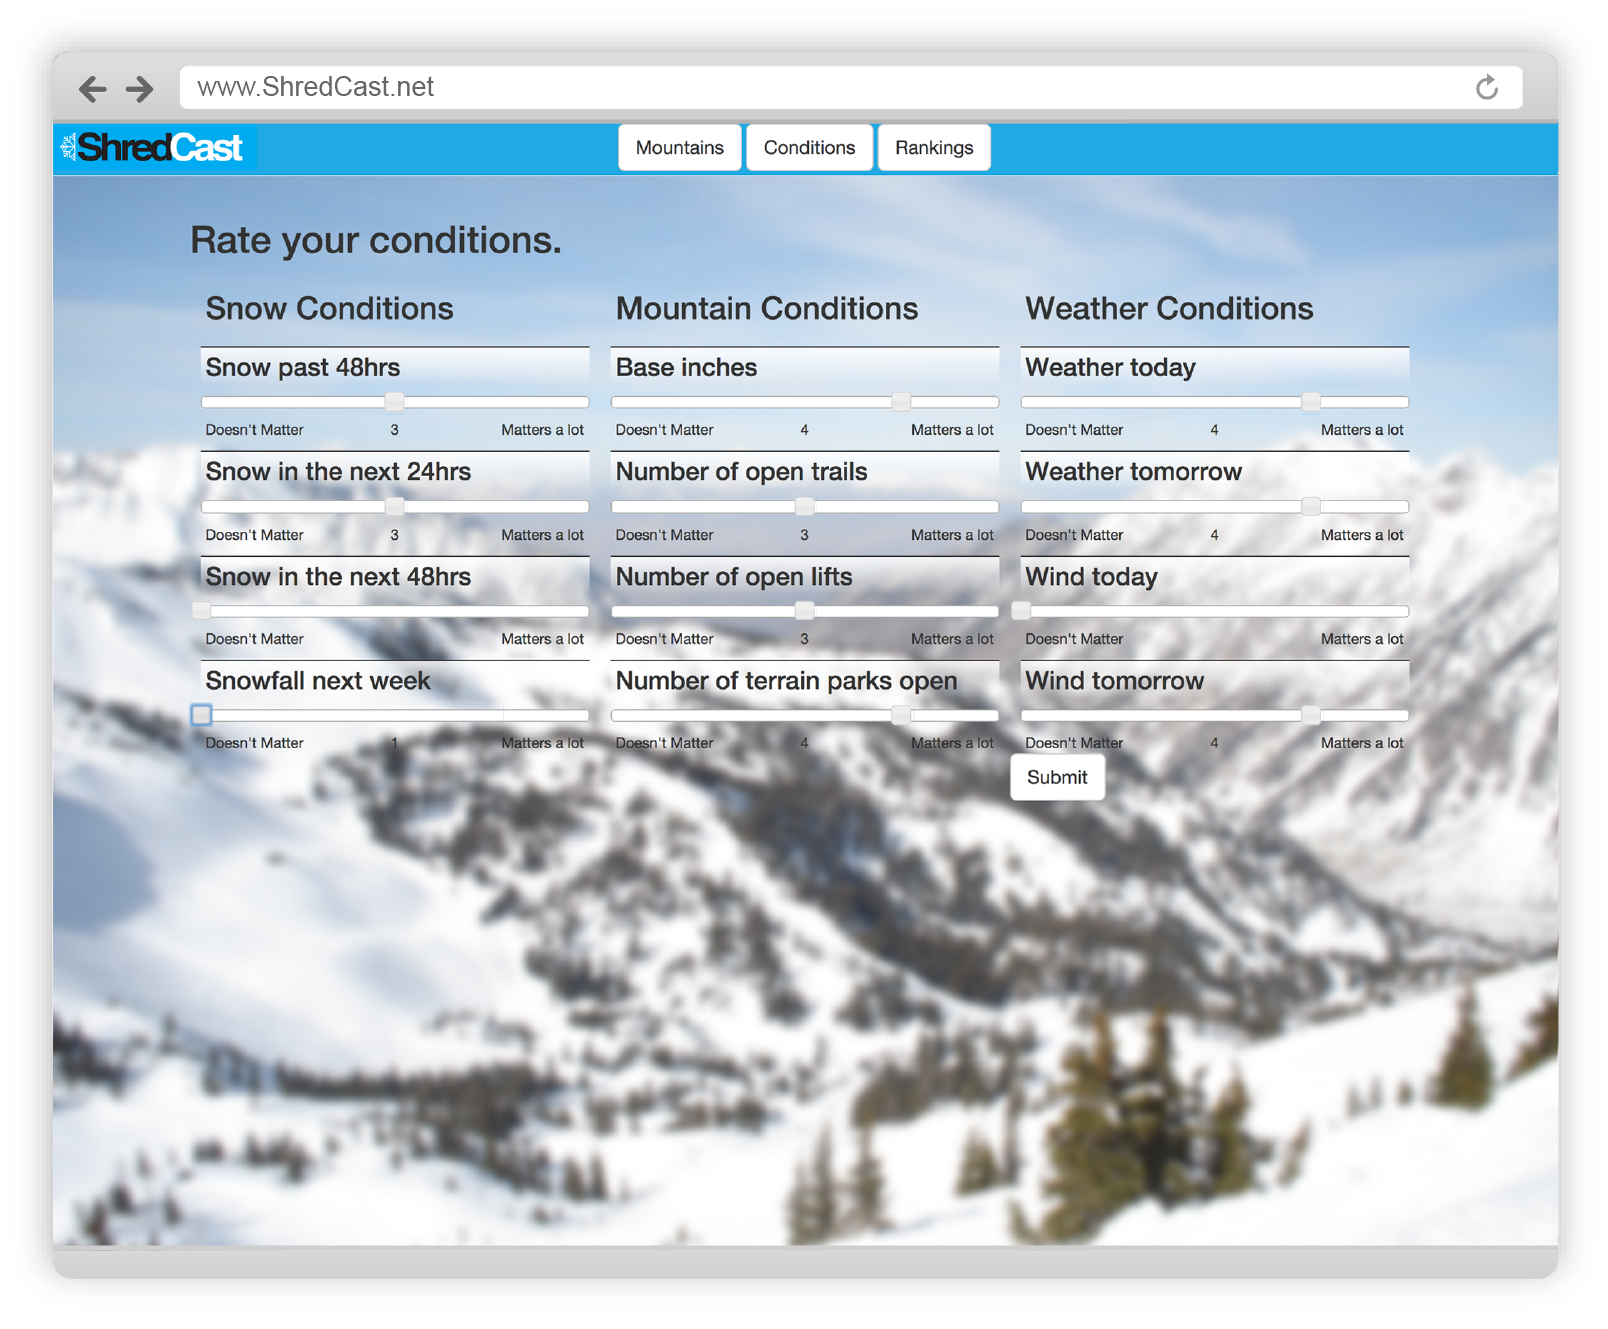 www.ShredCast.net
ShredCast
Mountains
Conditions
Rankings
Rate your conditions.
Snow Conditions
Snow past 48hrs
Doesn't Matter 3 Matters a lot
Snow in the next 24hrs
Doesn't Matter 3 Matters a lot
Snow in the next 48hrs
Doesn't Matter Matters a lot
Snowfall next week
Doesn't Matter 1 Matters a lot
Mountain Conditions
Base inches
Doesn't Matter 4 Matters a lot
Number of open trails
Doesn't Matter 3 Matters a lot
Number of open lifts
Doesn't Matter 3 Matters a lot
Number of terrain parks open
Doesn't Matter 4 Matters a lot
Weather Conditions
Weather today
Doesn't Matter 4 Matters a lot
Weather tomorrow
Doesn't Matter 4 Matters a lot
Wind today
Doesn't Matter Matters a lot
Wind tomorrow
Doesn't Matter 4 Matters a lot
Submit